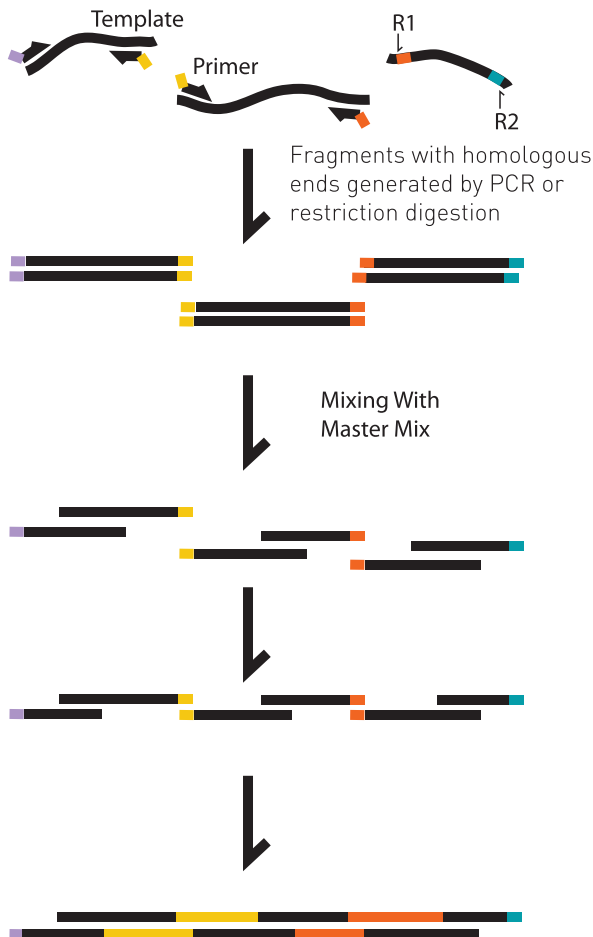 Template
R1
Primer
R2
Fragments with homologous
ends generated by PCR or
restriction digestion
Mixing With
Master Mix